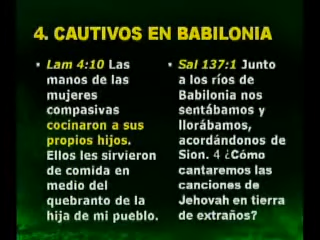 4. CAUTIVOS EN BABILONIA
• Lam 4:10 Las
manos de las
mujeres
compasivas
cocinaron a sus
propios hijos.
Ellos les sirvieron
de comida en
medio del
quebranto de la
hija de mi pueblo.
• Sal 137:1 Junto
a los ríos de
Babilonia nos
sentábamos y
llorábamos,
acordándonos de
Sion. 4 ¿Cómo
cantaremos las
canciones de
Jehovah en tierra
de extraños?